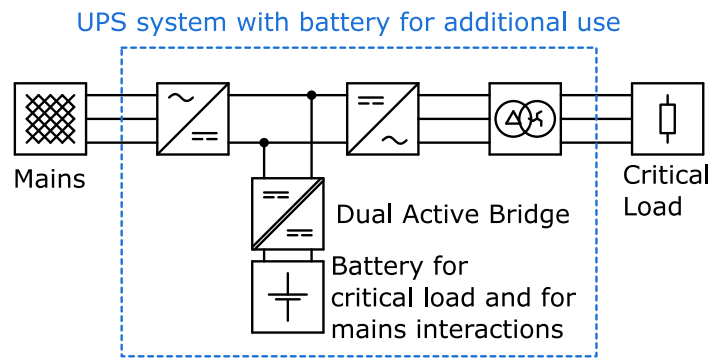 UPS system with battery for additional use
Mains
Critical
Load
Dual Active Bridge
Battery for
critical load and for
mains interactions